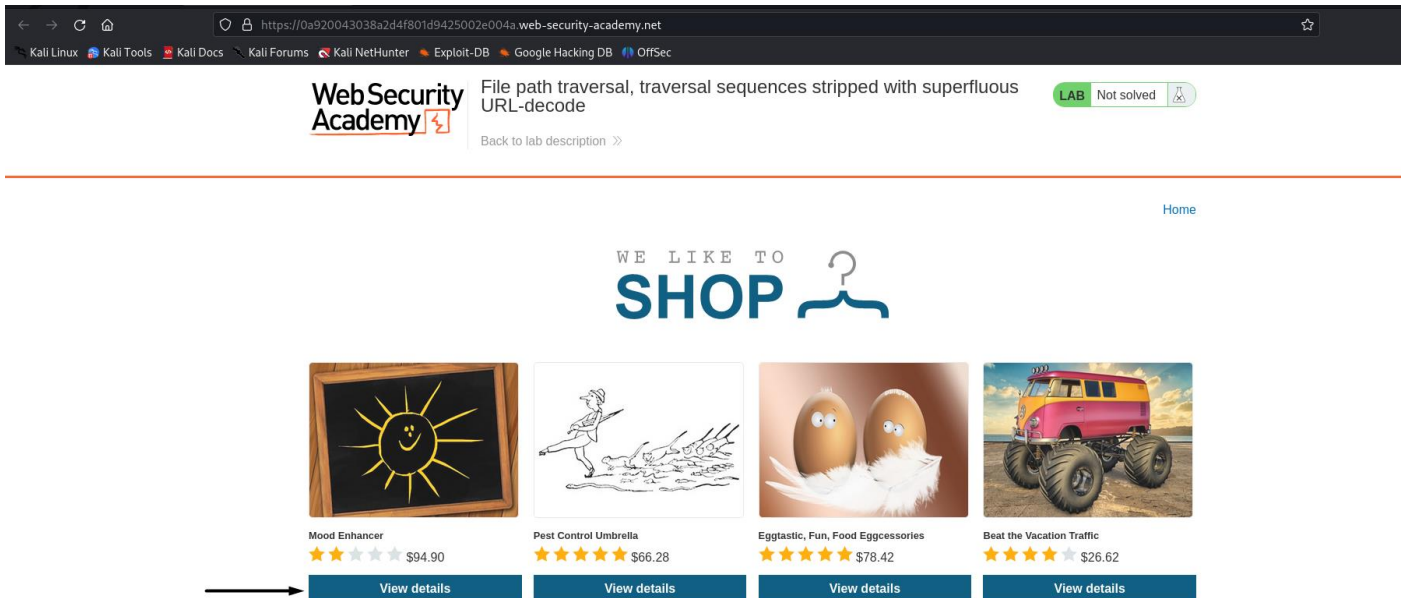 https://0a920043038a2d4f801d9425002e004a.web-security-academy.net
Kali Linux Kali Tools Kali Docs Kali Forums Kali NetHunter Exploit-DB Google Hacking DB OffSec
WebSecurity
Academy
File path traversal, traversal sequences stripped with superfluous
URL-decode
Back to lab description
LAB Not solved
Home
WE LIKE TO
SHOP
Mood Enhancer
$94.90
View details
Pest Control Umbrella
$66.28
View details
Eggtastic, Fun, Food Eggcessories
$78.42
View details
Beat the Vacation Traffic
$26.62
View details